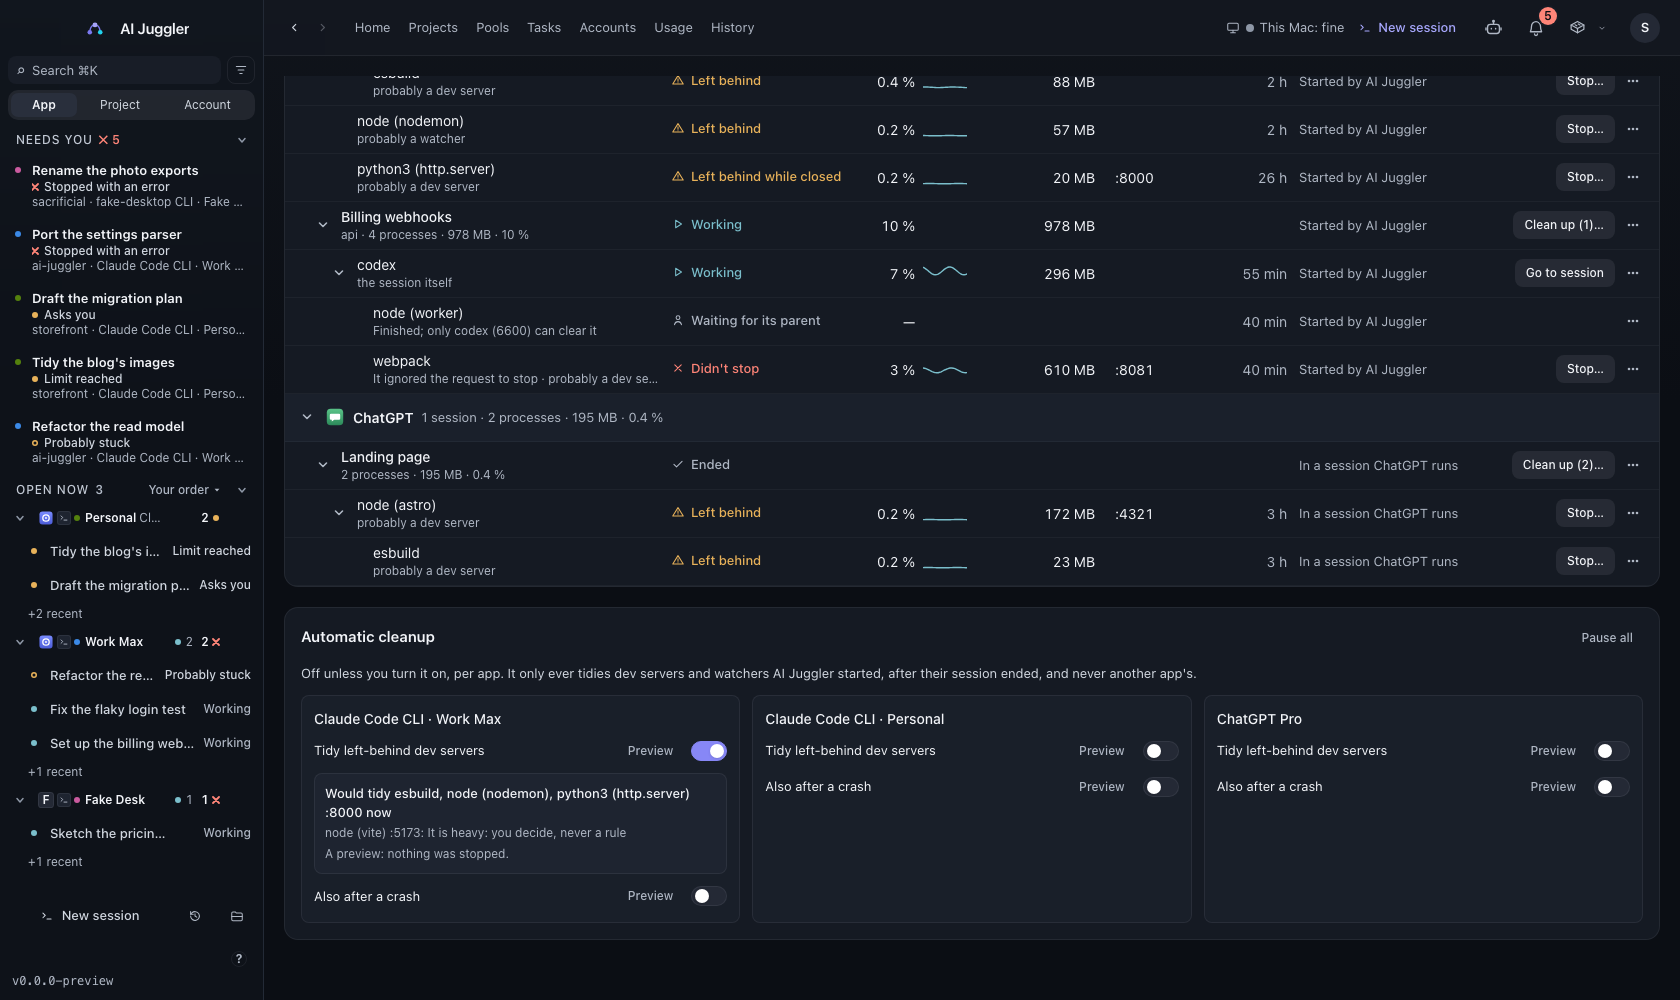 AI Juggler
Search ⌘K
App Project Account
NEEDS YOU 5
Rename the photo exports
Stopped with an error
sacrificial · fake-desktop CLI · Fake ...
Port the settings parser
Stopped with an error
ai-juggler · Claude Code CLI · Work ...
Draft the migration plan
Asks you
storefront · Claude Code CLI · Perso...
Tidy the blog's images
Limit reached
storefront · Claude Code CLI · Perso...
Refactor the read model
Probably stuck
ai-juggler · Claude Code CLI · Work ...
OPEN NOW 3 Your order
Personal Cl... 2
Tidy the blog's i... Limit reached
Draft the migration p... Asks you
+2 recent
Work Max 2 2
Refactor the re... Probably stuck
Fix the flaky login test Working
Set up the billing web... Working
+1 recent
F Fake Desk 1 1
Sketch the pricin... Working
+1 recent
New session
?
v0.0.0-preview
Home Projects Pools Tasks Accounts Usage History
This Mac: fine New session 5 S
esbuild
probably a dev server
Left behind 0.4 % 88 MB 2 h Started by AI Juggler Stop... ···
node (nodemon)
probably a watcher
Left behind 0.2 % 57 MB 2 h Started by AI Juggler Stop... ···
python3 (http.server)
probably a dev server
Left behind while closed 0.2 % 20 MB :8000 26 h Started by AI Juggler Stop... ···
Billing webhooks
api · 4 processes · 978 MB · 10 %
Working 10 % 978 MB Started by AI Juggler Clean up (1)... ···
codex
the session itself
Working 7 % 296 MB 55 min Started by AI Juggler Go to session ···
node (worker)
Finished; only codex (6600) can clear it
Waiting for its parent — 40 min Started by AI Juggler ···
webpack
It ignored the request to stop · probably a dev se...
Didn't stop 3 % 610 MB :8081 40 min Started by AI Juggler Stop... ···
ChatGPT 1 session · 2 processes · 195 MB · 0.4 %
Landing page
2 processes · 195 MB · 0.4 %
Ended In a session ChatGPT runs Clean up (2)... ···
node (astro)
probably a dev server
Left behind 0.2 % 172 MB :4321 3 h In a session ChatGPT runs Stop... ···
esbuild
probably a dev server
Left behind 0.2 % 23 MB 3 h In a session ChatGPT runs Stop... ···
Automatic cleanup Pause all
Off unless you turn it on, per app. It only ever tidies dev servers and watchers AI Juggler started, after their session ended, and never another app's.
Claude Code CLI · Work Max
Tidy left-behind dev servers Preview
Would tidy esbuild, node (nodemon), python3 (http.server)
:8000 now
node (vite) :5173: It is heavy: you decide, never a rule
A preview: nothing was stopped.
Also after a crash Preview
Claude Code CLI · Personal
Tidy left-behind dev servers Preview
Also after a crash Preview
ChatGPT Pro
Tidy left-behind dev servers Preview
Also after a crash Preview